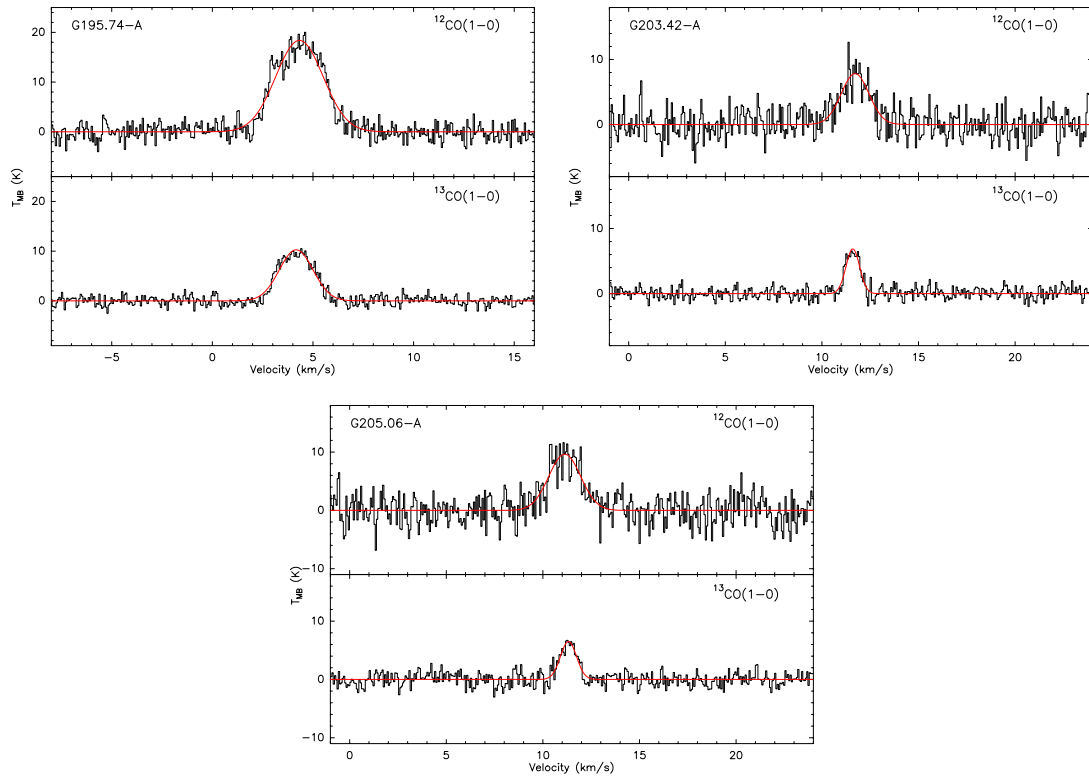 G195.74−A
¹²CO(1−0)
20
10
0
¹³CO(1−0)
20
10
0
T_MB (K)
−5 0 5 10 15
Velocity (km/s)
G203.42−A
¹²CO(1−0)
10
0
¹³CO(1−0)
10
0
T_MB (K)
0 10 20
Velocity (km/s)
G205.06−A
¹²CO(1−0)
10
0
−10
¹³CO(1−0)
10
0
−10
T_MB (K)
0 5 10 15 20
Velocity (km/s)